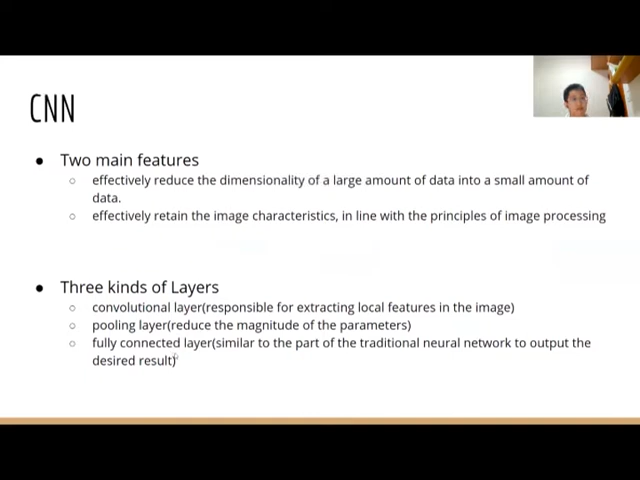 CNN
● Two main features
○ effectively reduce the dimensionality of a large amount of data into a small amount of
data.
○ effectively retain the image characteristics, in line with the principles of image processing
● Three kinds of Layers
○ convolutional layer(responsible for extracting local features in the image)
○ pooling layer(reduce the magnitude of the parameters)
○ fully connected layer(similar to the part of the traditional neural network to output the
desired result)